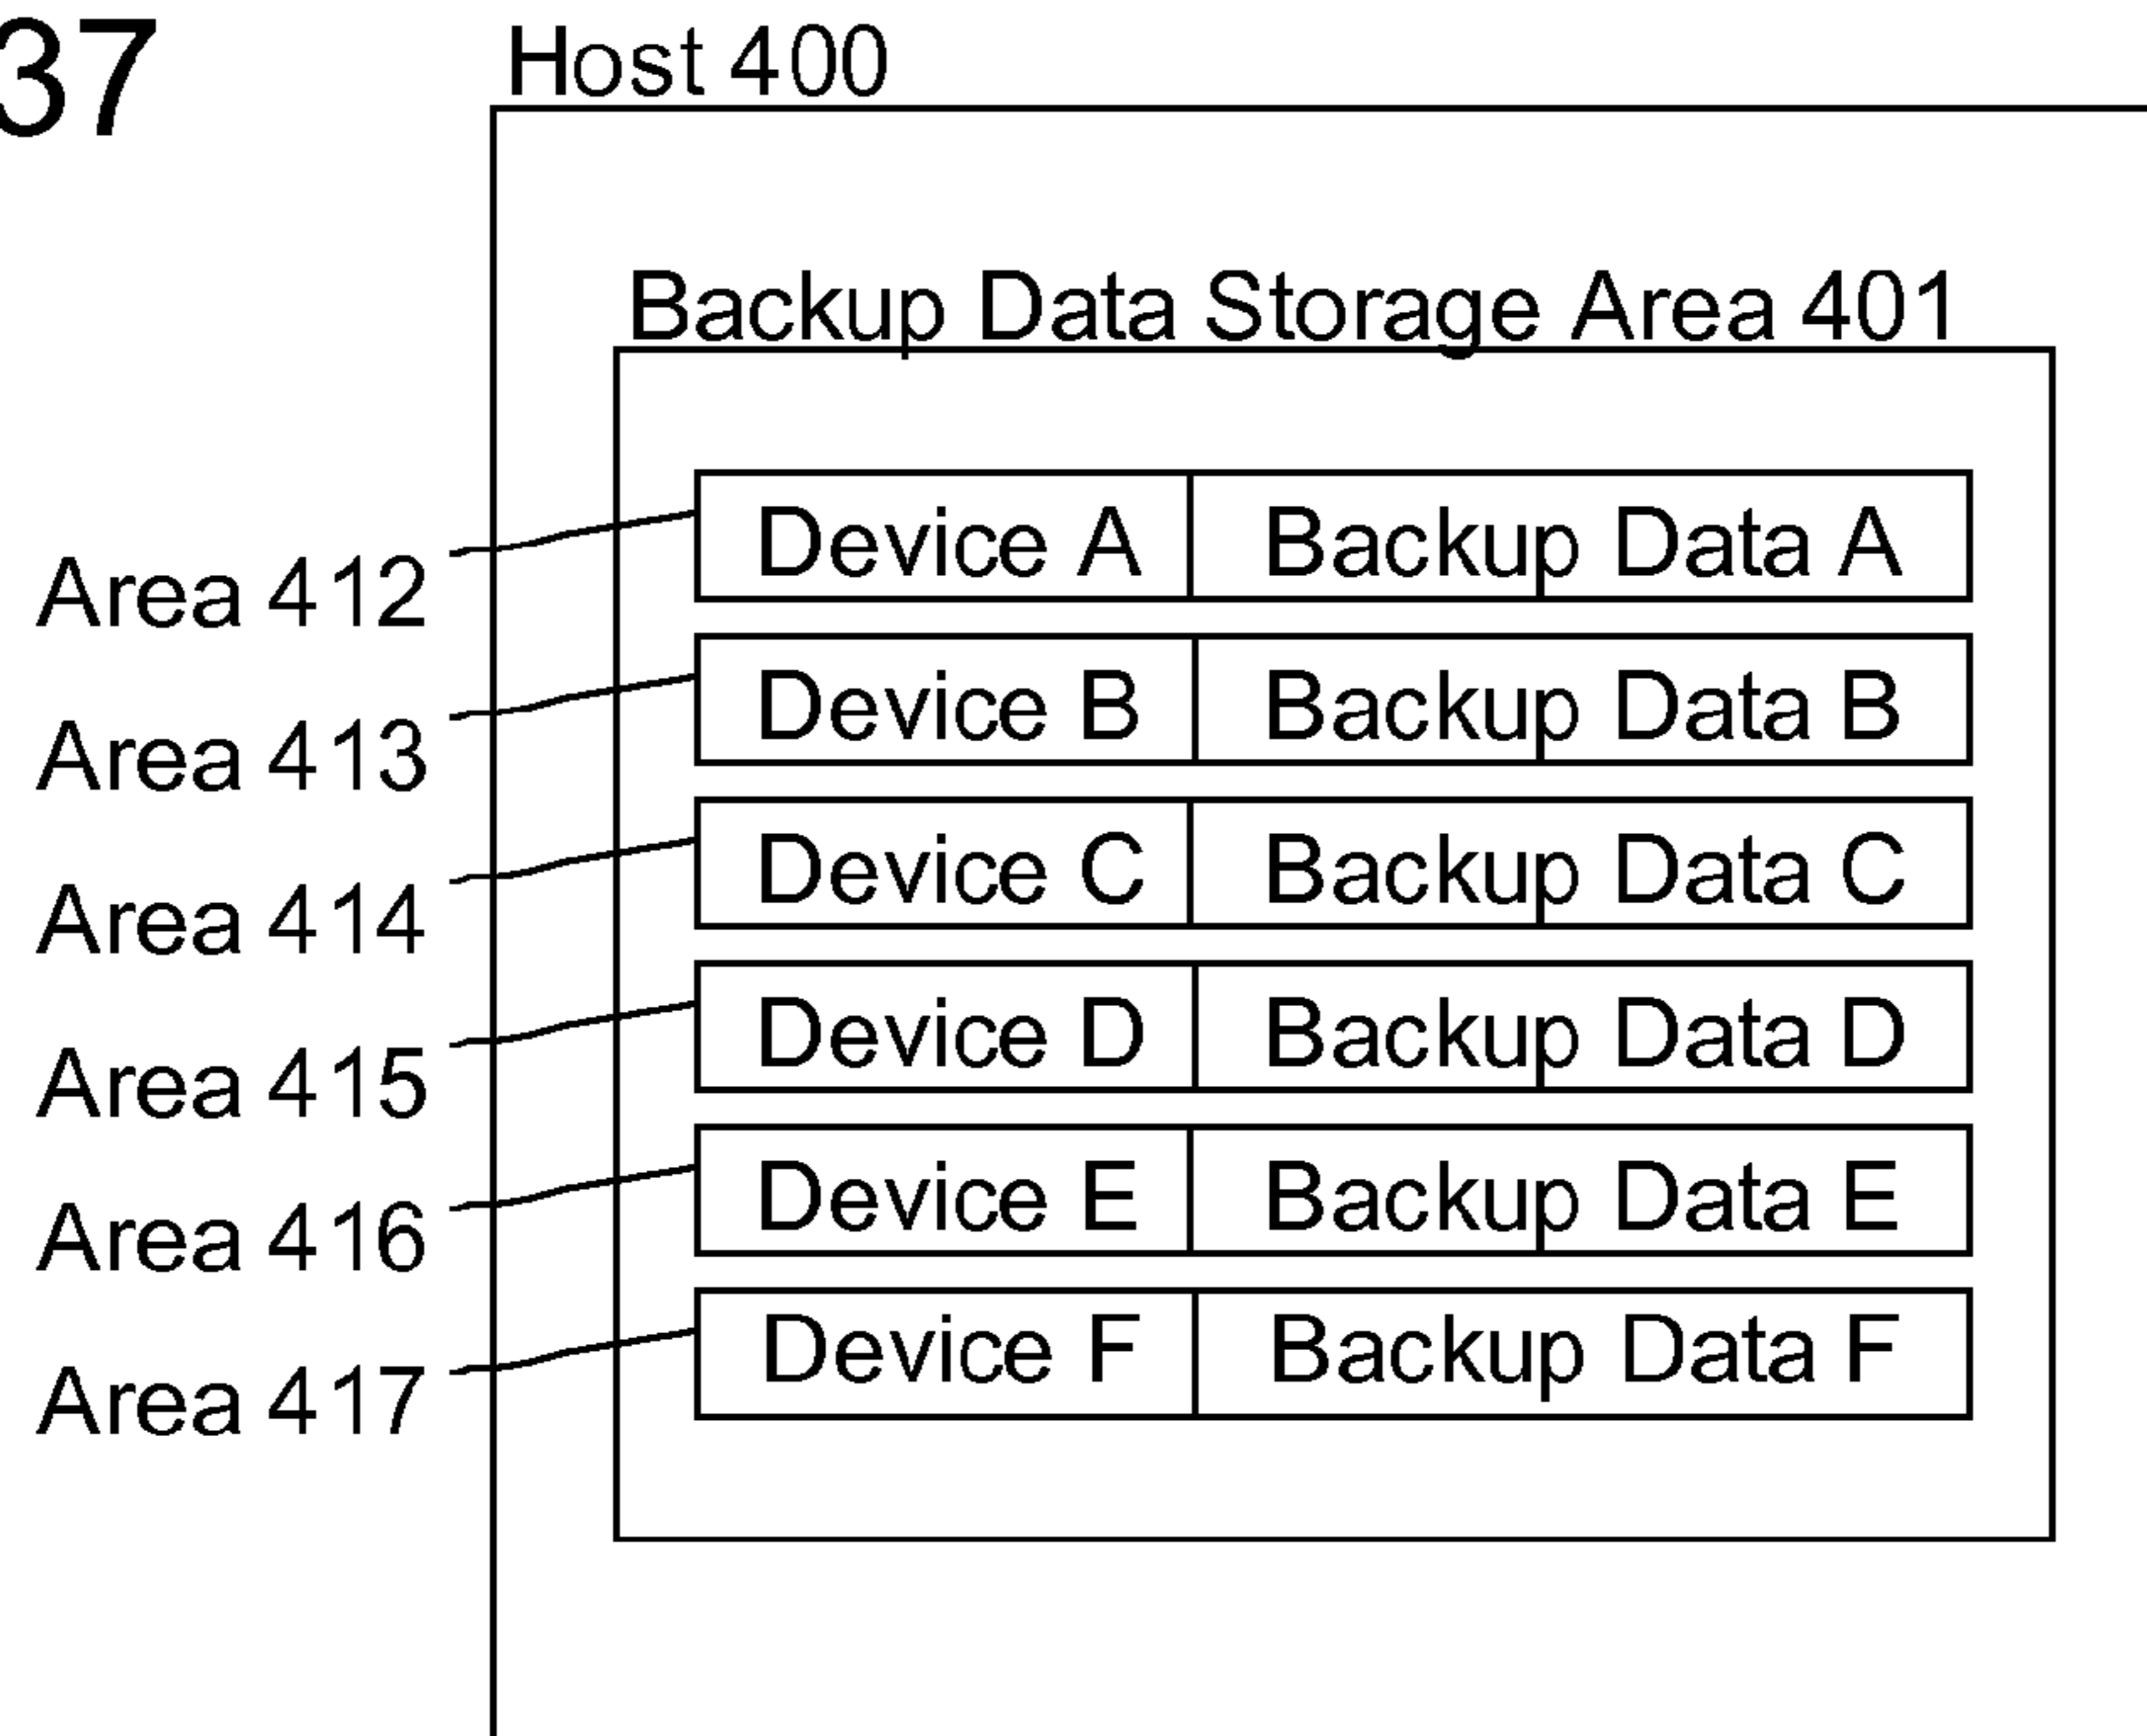 37
Host 400
Backup Data Storage Area 401
Area 412 Device A Backup Data A
Area 413 Device B Backup Data B
Area 414 Device C Backup Data C
Area 415 Device D Backup Data D
Area 416 Device E Backup Data E
Area 417 Device F Backup Data F